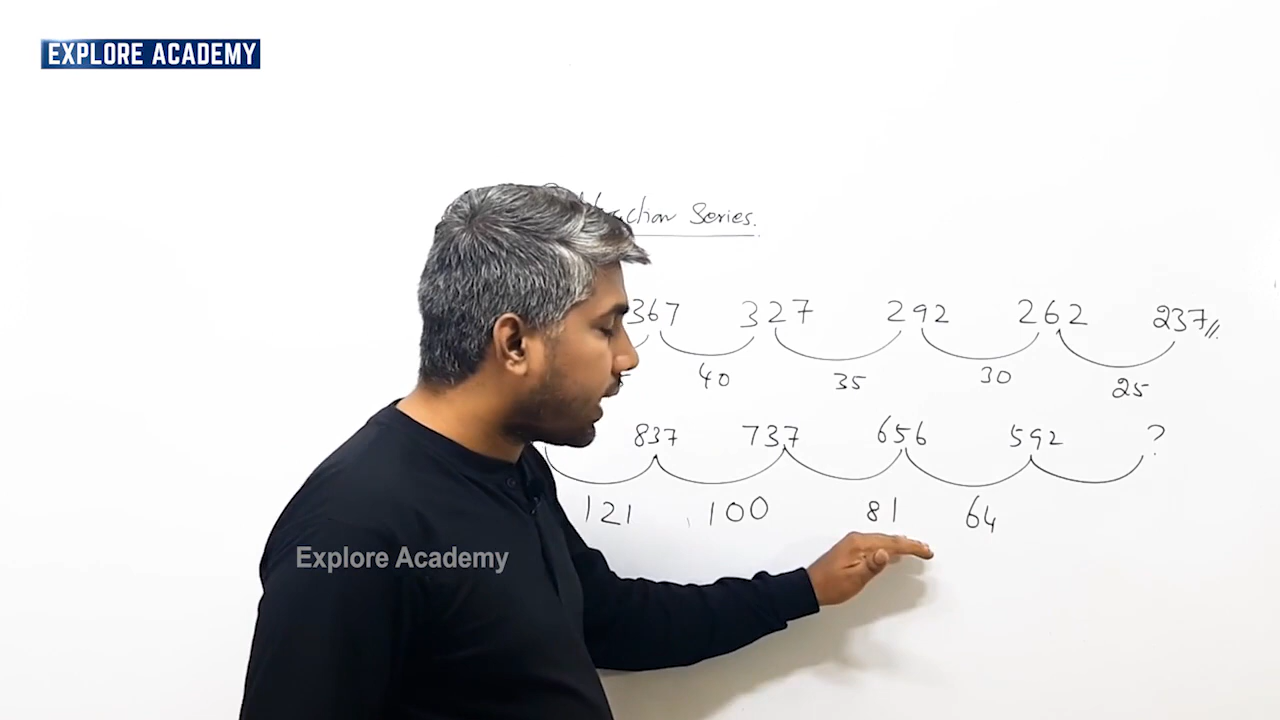 EXPLORE ACADEMY
Series.
367 327 292 262 237//
40 35 30 25
837 737 656 592 ?
121 100 81 64
Explore Academy